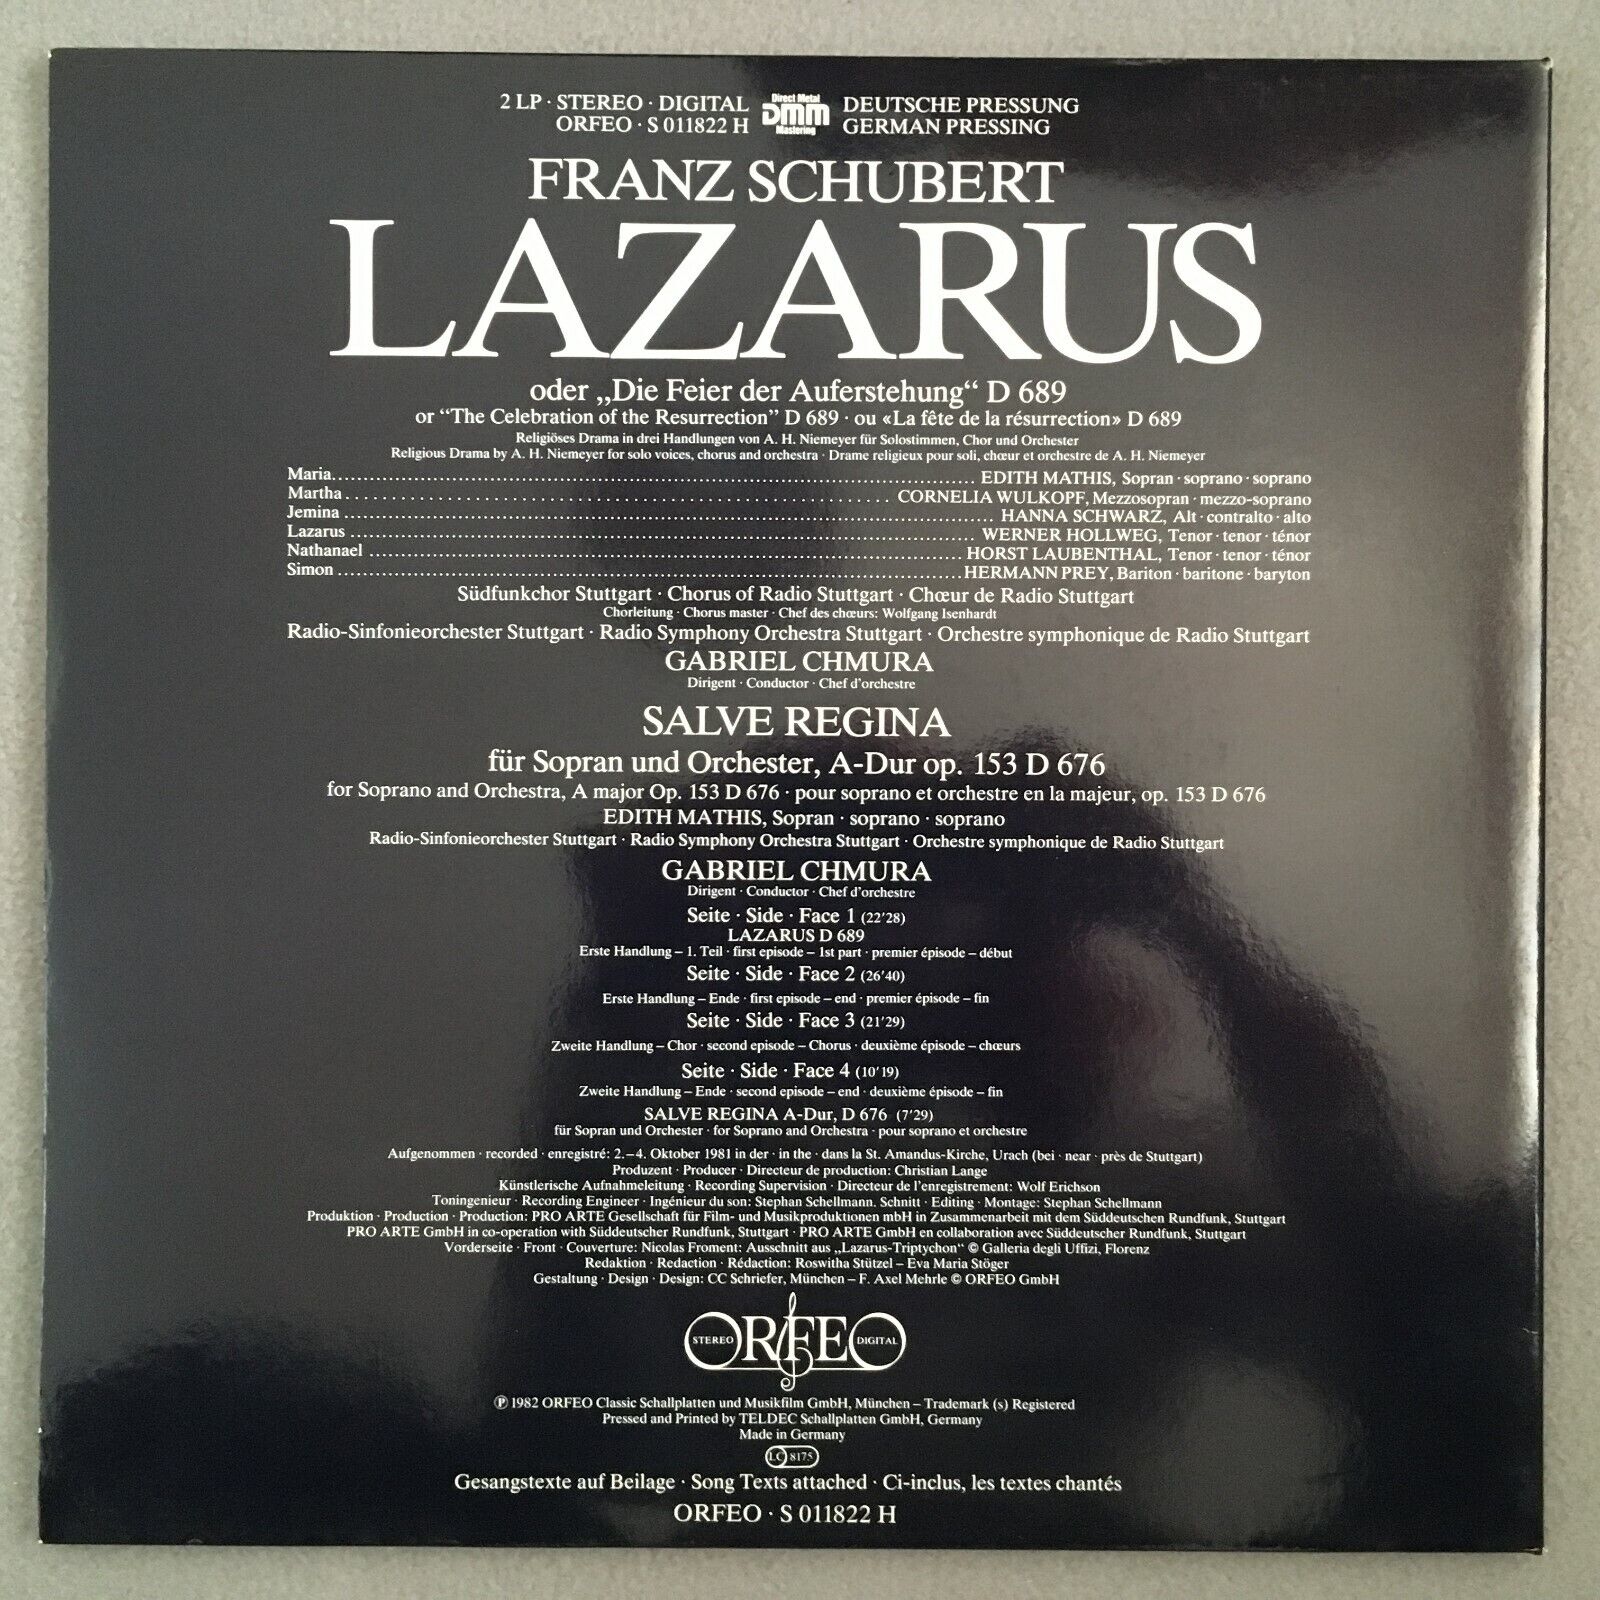 2 LP · STEREO · DIGITAL
ORFEO · S 011822 H
Direct Metal
DMM
Mastering
DEUTSCHE PRESSUNG
GERMAN PRESSING
FRANZ SCHUBERT
LAZARUS
oder „Die Feier der Auferstehung“ D 689
or “The Celebration of the Resurrection” D 689 · ou «La fête de la résurrection» D 689
Religiöses Drama in drei Handlungen von A. H. Niemeyer für Solostimmen, Chor und Orchester
Religious Drama by A. H. Niemeyer for solo voices, chorus and orchestra · Drame religieux pour soli, chœur et orchestre de A. H. Niemeyer
Maria........ EDITH MATHIS, Sopran · soprano · soprano
Martha........ CORNELIA WULKOPF, Mezzosopran · mezzo-soprano
Jemina........ HANNA SCHWARZ, Alt · contralto · alto
Lazarus........ WERNER HOLLWEG, Tenor · tenor · ténor
Nathanael........ HORST LAUBENTHAL, Tenor · tenor · ténor
Simon........ HERMANN PREY, Bariton · baritone · baryton
Südfunkchor Stuttgart · Chorus of Radio Stuttgart · Chœur de Radio Stuttgart
Chorleitung · Chorus master · Chef des chœurs: Wolfgang Isenhardt
Radio-Sinfonieorchester Stuttgart · Radio Symphony Orchestra Stuttgart · Orchestre symphonique de Radio Stuttgart
GABRIEL CHMURA
Dirigent · Conductor · Chef d’orchestre
SALVE REGINA
für Sopran und Orchester, A-Dur op. 153 D 676
for Soprano and Orchestra, A major Op. 153 D 676 · pour soprano et orchestre en la majeur, op. 153 D 676
EDITH MATHIS, Sopran · soprano · soprano
Radio-Sinfonieorchester Stuttgart · Radio Symphony Orchestra Stuttgart · Orchestre symphonique de Radio Stuttgart
GABRIEL CHMURA
Dirigent · Conductor · Chef d’orchestre
Seite · Side · Face 1 (22’28)
LAZARUS D 689
Erste Handlung – 1. Teil · first episode – 1st part · premier épisode – début
Seite · Side · Face 2 (26’40)
Erste Handlung – Ende · first episode – end · premier épisode – fin
Seite · Side · Face 3 (21’29)
Zweite Handlung – Chor · second episode – Chorus · deuxième épisode – chœurs
Seite · Side · Face 4 (10’19)
Zweite Handlung – Ende · second episode – end · deuxième épisode – fin
SALVE REGINA A-Dur, D 676 (7’29)
für Sopran und Orchester · for Soprano and Orchestra · pour soprano et orchestre
Aufgenommen · recorded · enregistré: 2.–4. Oktober 1981 in der · in the · dans la St. Amandus-Kirche, Urach (bei · near · près de Stuttgart)
Produzent · Producer · Directeur de production: Christian Lange
Künstlerische Aufnahmeleitung · Recording Supervision · Directeur de l’enregistrement: Wolf Erichson
Toningenieur · Recording Engineer · Ingénieur du son: Stephan Schellmann. Schnitt · Editing · Montage: Stephan Schellmann
Produktion · Production · Production: PRO ARTE Gesellschaft für Film- und Musikproduktionen mbH in Zusammenarbeit mit dem Süddeutschen Rundfunk, Stuttgart
PRO ARTE GmbH in co-operation with Süddeutscher Rundfunk, Stuttgart · PRO ARTE GmbH en collaboration avec Süddeutscher Rundfunk, Stuttgart
Vorderseite · Front · Couverture: Nicolas Froment: Ausschnitt aus „Lazarus-Triptychon“ © Galleria degli Uffizi, Florenz
Redaktion · Redaction · Rédaction: Roswitha Stützel – Eva Maria Stöger
Gestaltung · Design · Design: CC Schriefer, München – F. Axel Mehrle © ORFEO GmbH
STEREO ORFEO DIGITAL
℗ 1982 ORFEO Classic Schallplatten und Musikfilm GmbH, München – Trademark (s) Registered
Pressed and Printed by TELDEC Schallplatten GmbH, Germany
Made in Germany
LC 8175
Gesangstexte auf Beilage · Song Texts attached · Ci-inclus, les textes chantés
ORFEO · S 011822 H